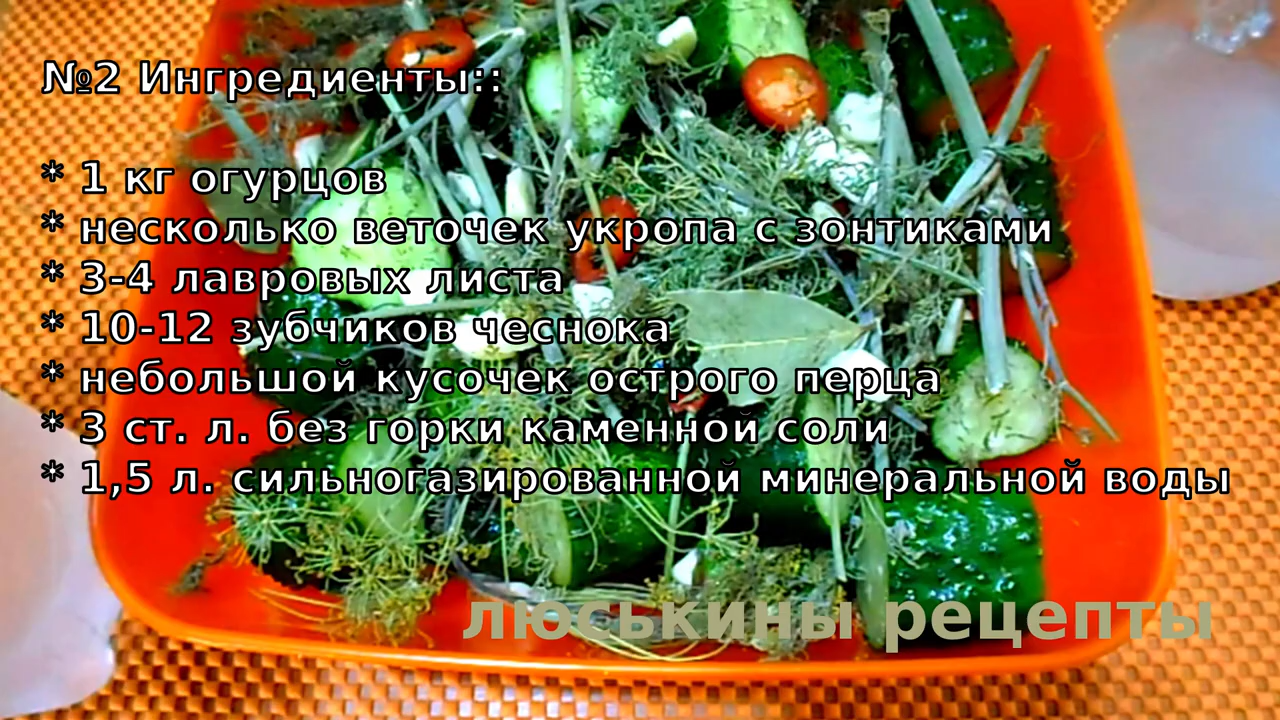 №2 Ингредиенты::
* 1 кг огурцов
* несколько веточек укропа с зонтиками
* 3-4 лавровых листа
* 10-12 зубчиков чеснока
* небольшой кусочек острого перца
* 3 ст. л. без горки каменной соли
* 1,5 л. сильногазированной минеральной воды
люськины рецепты